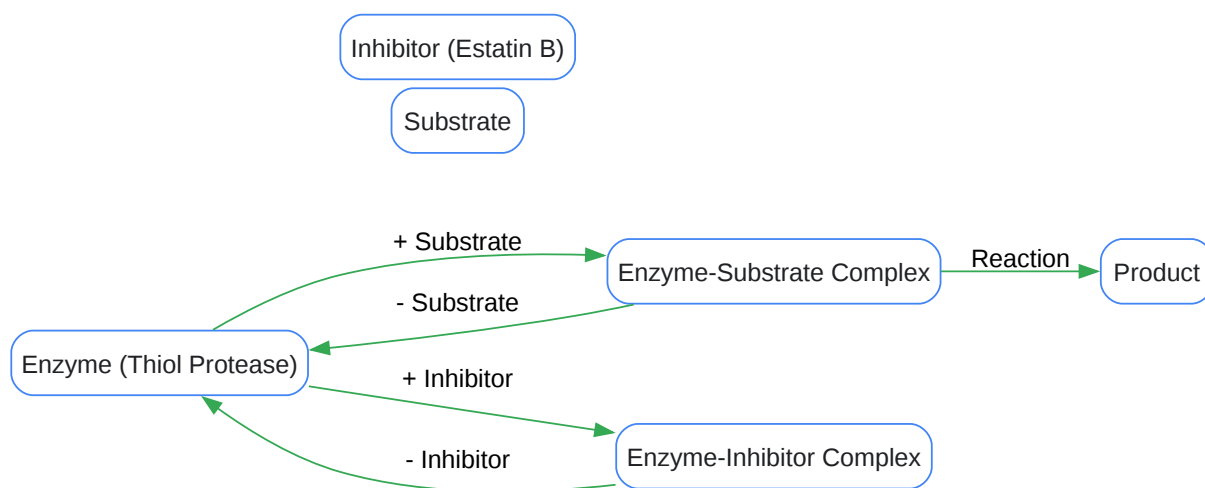 Inhibitor (Estatin B)
Substrate
+ Substrate
Enzyme-Substrate Complex
Reaction
Product
- Substrate
Enzyme (Thiol Protease)
+ Inhibitor
- Inhibitor
Enzyme-Inhibitor Complex